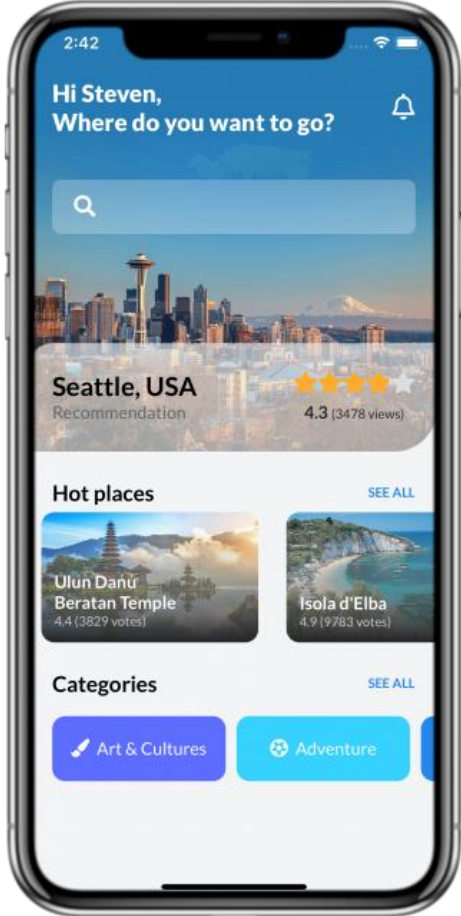 2:42
Hi Steven,
Where do you want to go?
Seattle, USA
Recommendation
4.3 (3478 views)
Hot places
SEE ALL
Ulun Danu
Beratan Temple
4.4 (3829 votes)
Isola d'Elba
4.9 (9783 votes)
Categories
SEE ALL
Art & Cultures
Adventure